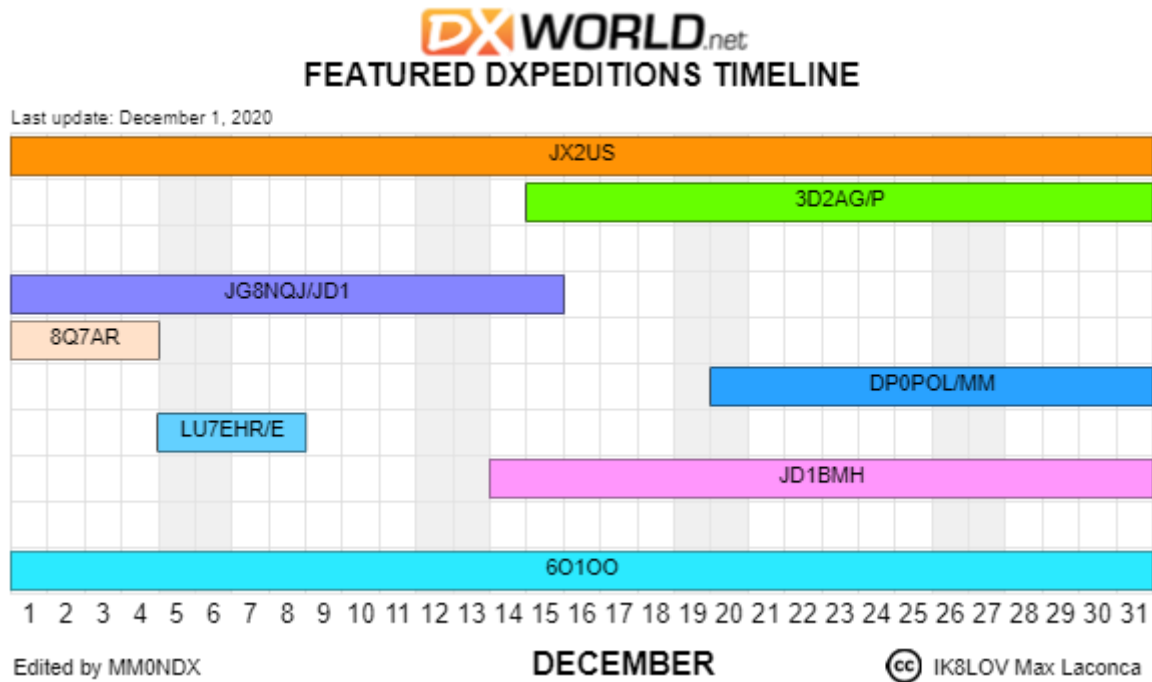 DX WORLD.net
FEATURED DXPEDITIONS TIMELINE
Last update: December 1, 2020
JX2US
3D2AG/P
JG8NQJ/JD1
8Q7AR
DP0POL/MM
LU7EHR/E
JD1BMH
6O1OO
1 2 3 4 5 6 7 8 9 10 11 12 13 14 15 16 17 18 19 20 21 22 23 24 25 26 27 28 29 30 31
Edited by MM0NDX DECEMBER cc IK8LOV Max Laconca